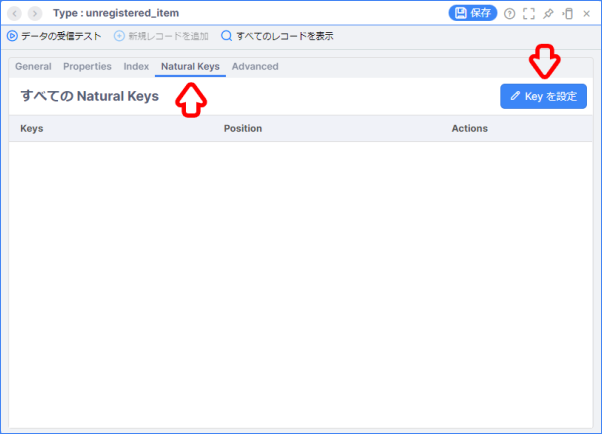 Type : unregistered_item
保存
データの受信テスト 新規レコードを追加 すべてのレコードを表示
General Properties Index Natural Keys Advanced
すべての Natural Keys
Key を設定
Keys Position Actions